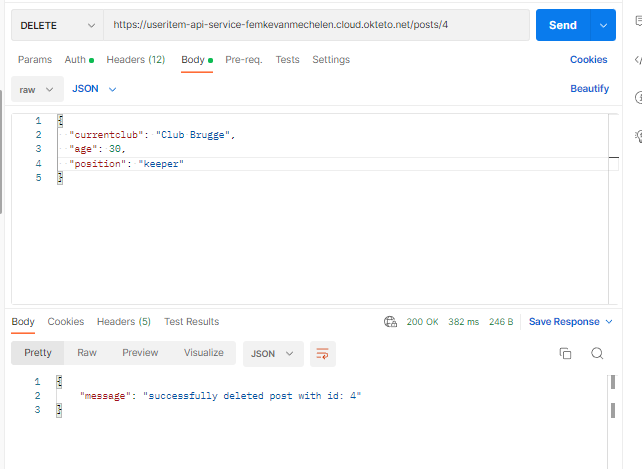 DELETE https://useritem-api-service-femkevanmechelen.cloud.okteto.net/posts/4 Send
Params Auth Headers (12) Body Pre-req. Tests Settings Cookies
raw JSON Beautify
1 {
2 "currentclub": "Club Brugge",
3 "age": 30,
4 "position": "keeper"
5 }
Body Cookies Headers (5) Test Results 200 OK 382 ms 246 B Save Response
Pretty Raw Preview Visualize JSON
1 {
2 "message": "successfully deleted post with id: 4"
3 }